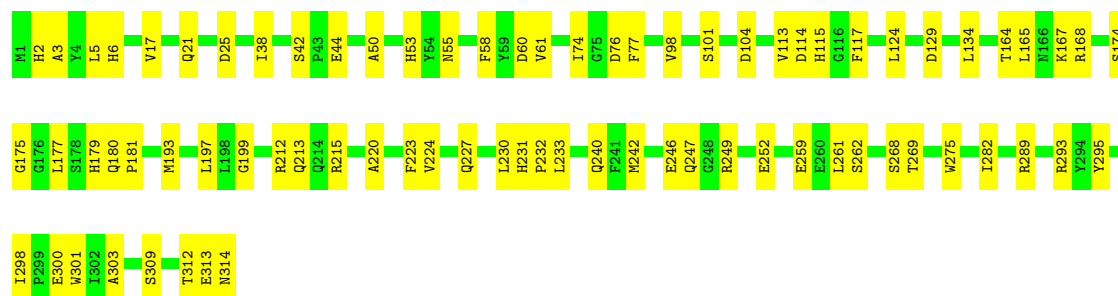 M1 H2 A3 Y4 L5 H6 V17 Q21 D25 I38 S42 P43 E44 A50 H53 Y54 N55 F58 Y59 D60 V61 I74 G75 D76 F77 V98 S101 D104 V113 D114 H115 G116 F117 L124 D129 L134 T164 L165 N166 K167 R168 S174
G175 G176 L177 S178 H179 Q180 P181 M193 L197 L198 G199 R212 Q213 Q214 R215 A220 F223 V224 Q227 L230 H231 P232 L233 Q240 F241 M242 E246 Q247 G248 R249 E252 E259 E260 L261 S262 S268 T269 W275 I282 R289 R293 Y294 Y295
I298 P299 E300 W301 I302 A303 S309 T312 E313 N314